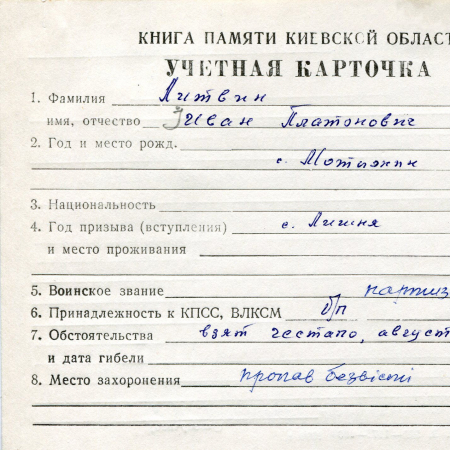 КНИГА ПАМЯТИ КИЕВСКОЙ ОБЛАСТ
УЧЕТНАЯ КАРТОЧКА
1. Фамилия Литвин
имя, отчество Иван Платонович
2. Год и место рожд.
с. Мотыжин
3. Национальность
4. Год призыва (вступления) с. Лишня
и место проживания
5. Воинское звание партиз
6. Принадлежность к КПСС, ВЛКСМ б/п
7. Обстоятельства взят гестапо, август
и дата гибели
8. Место захоронения пропав безвісті